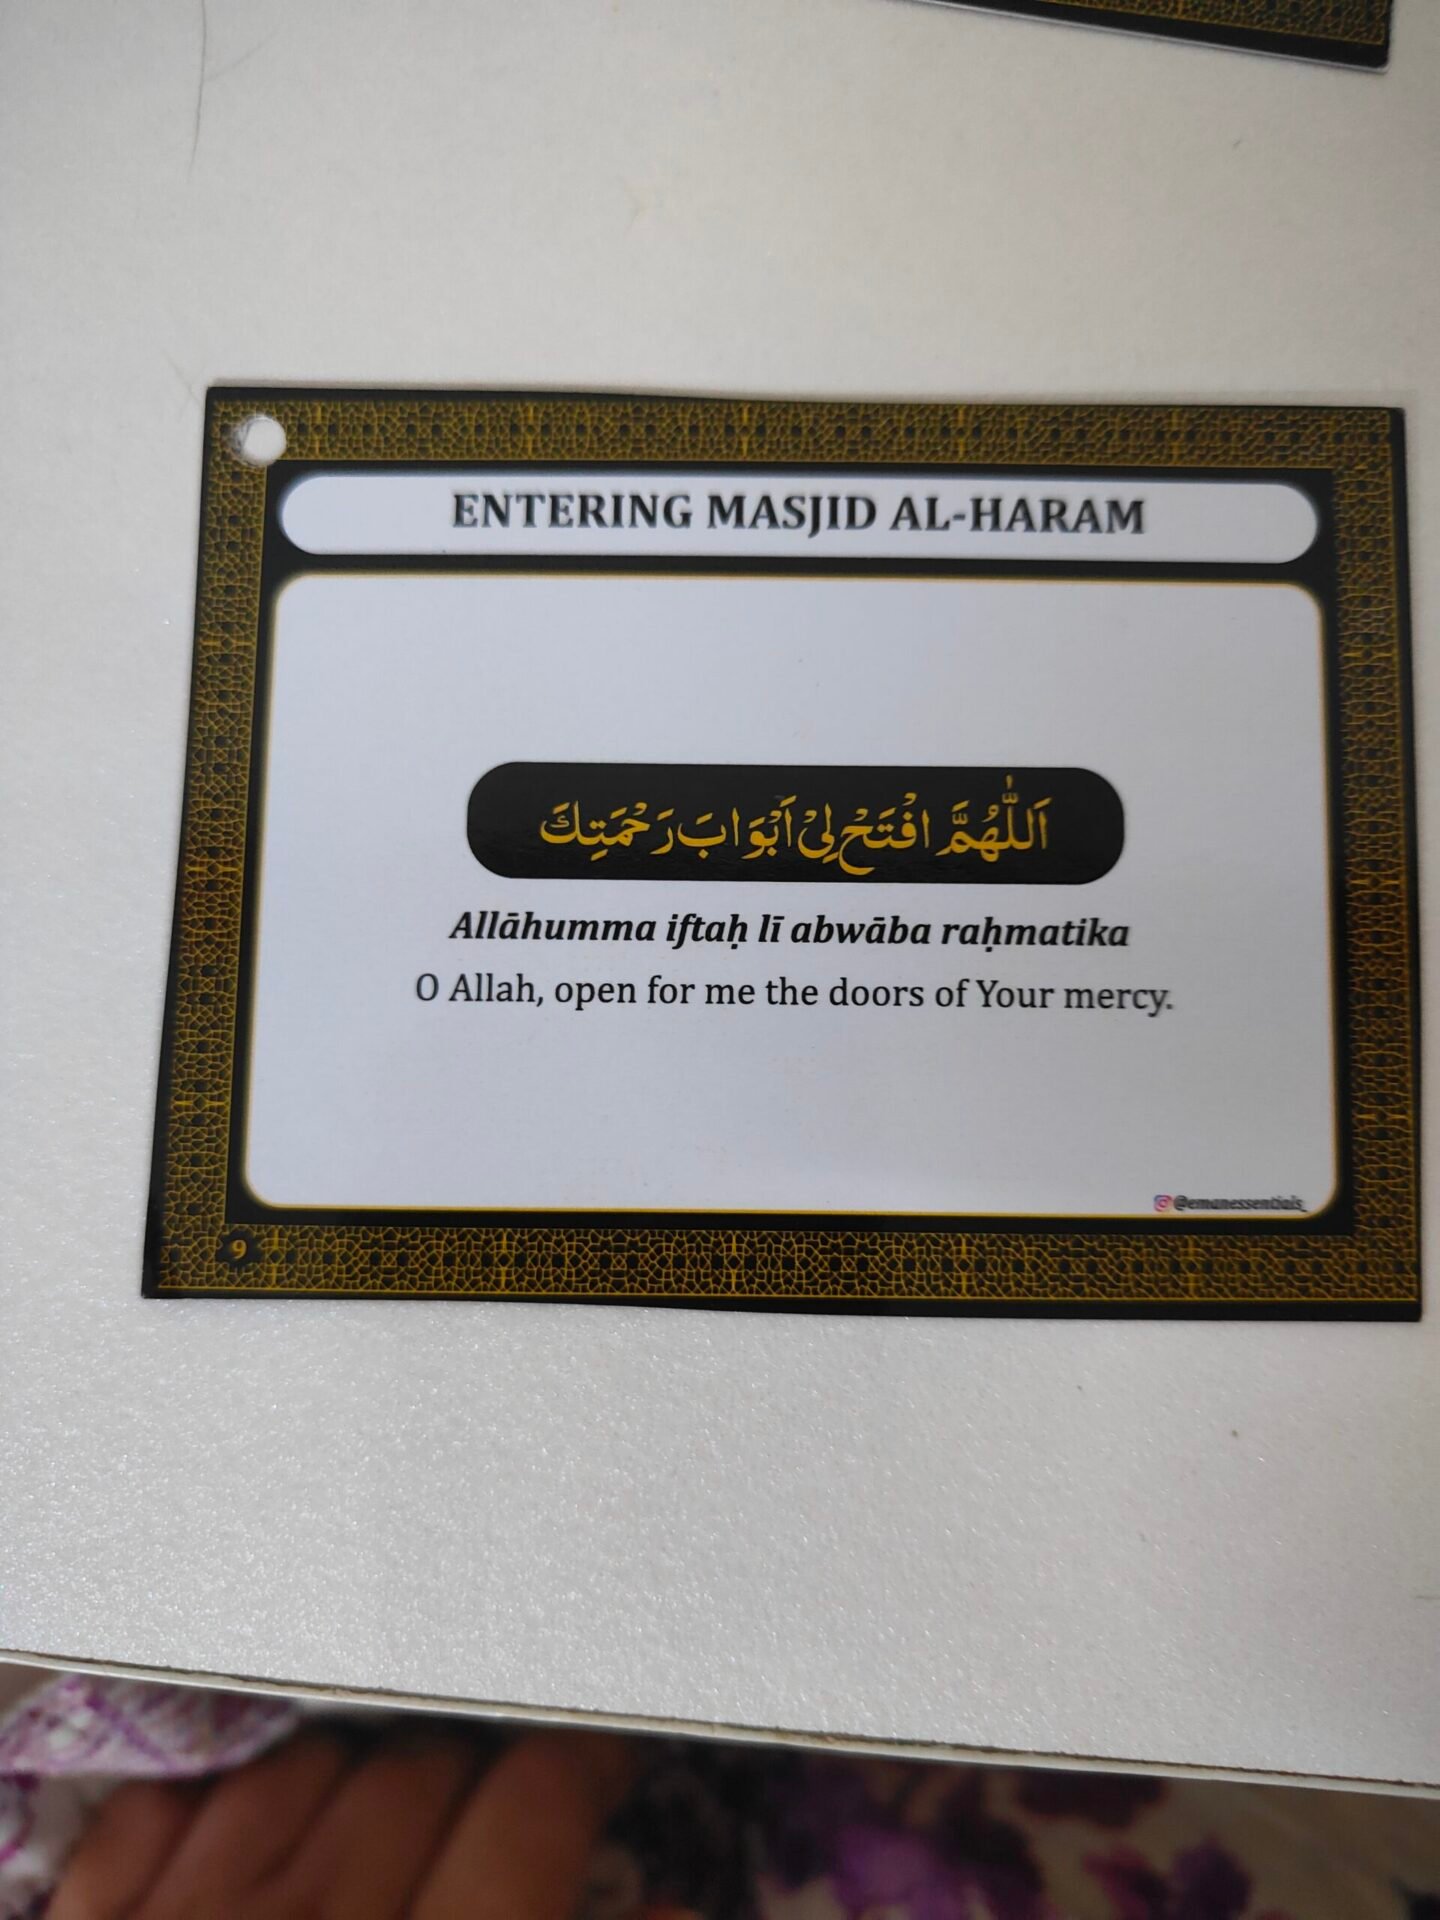 ENTERING MASJID AL-HARAM
اَللّٰهُمَّ افْتَحْ لِيْ اَبْوَابَ رَحْمَتِكَ
Allāhumma iftaḥ lī abwāba raḥmatika
O Allah, open for me the doors of Your mercy.
@emanessentials_
9